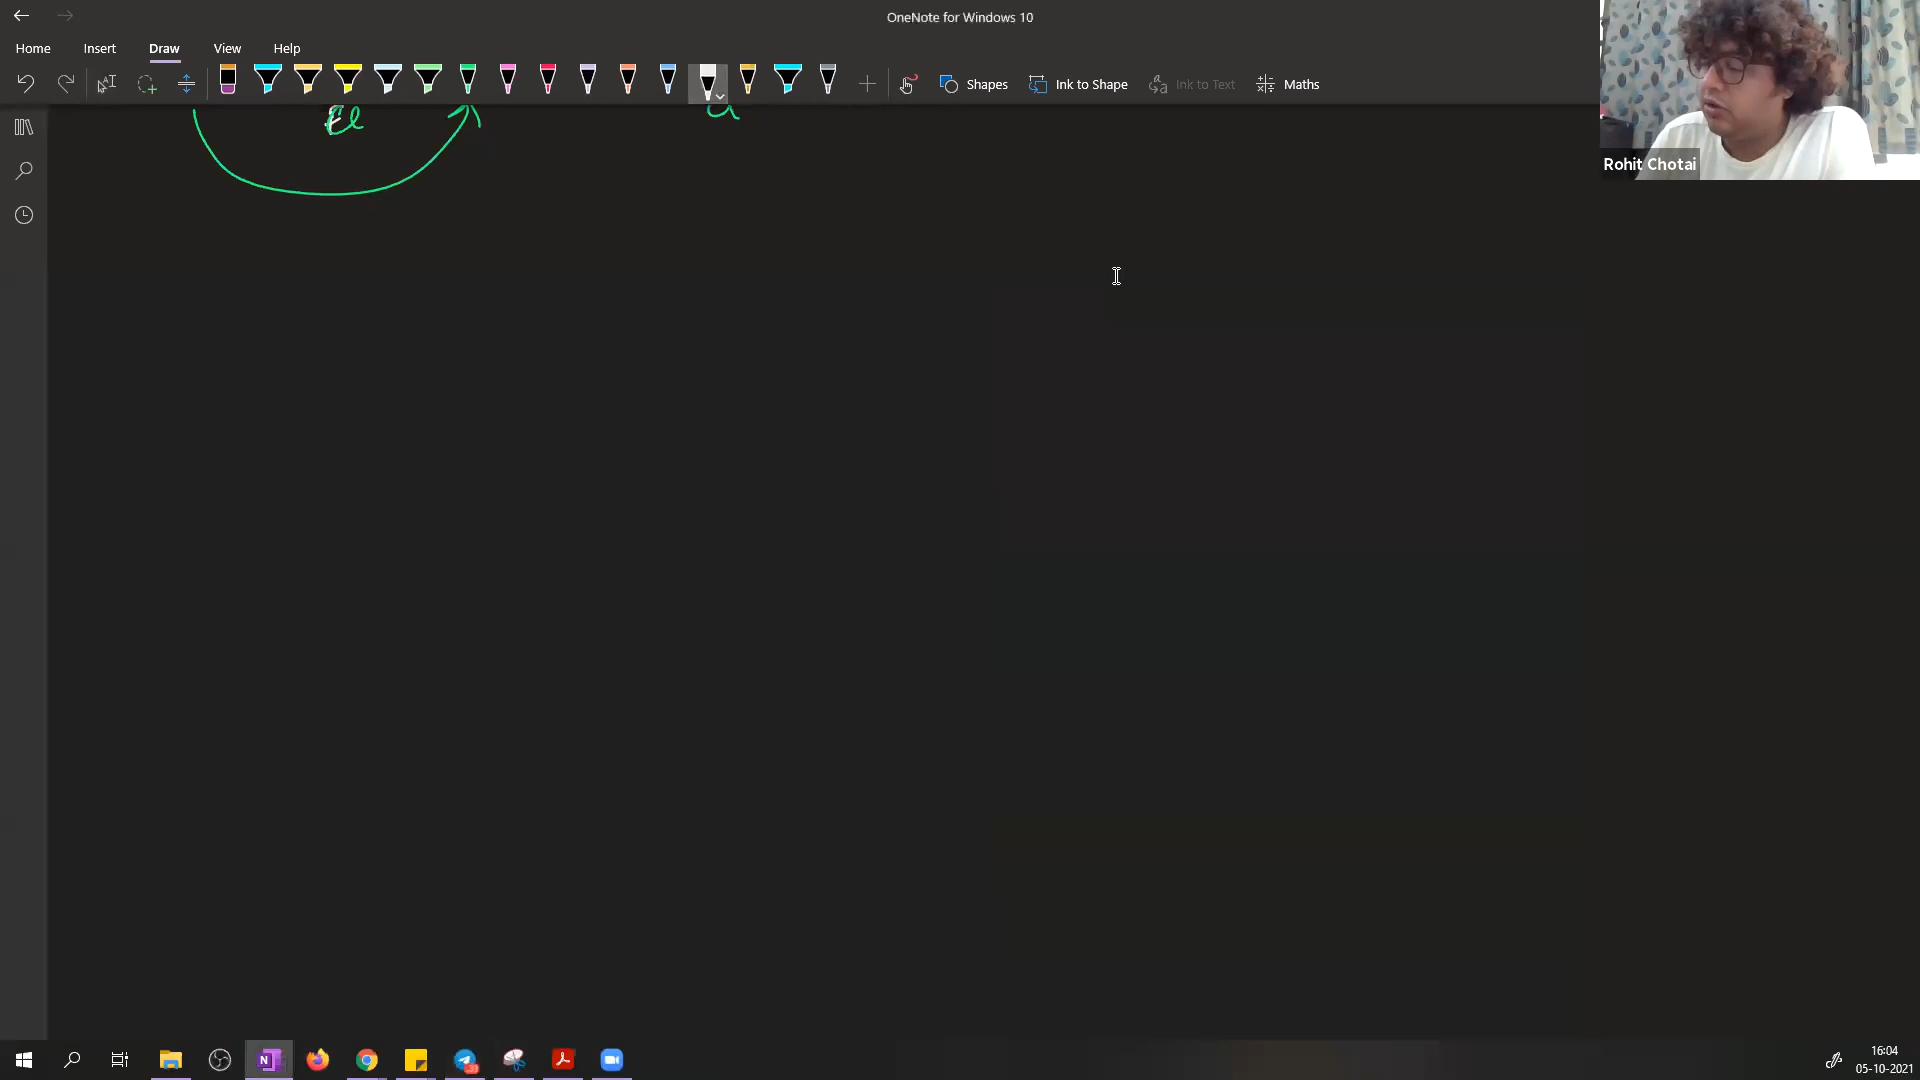 OneNote for Windows 10
Home Insert Draw View Help
Shapes Ink to Shape Ink to Text Maths
Rohit Chotai
16:04
05-10-2021